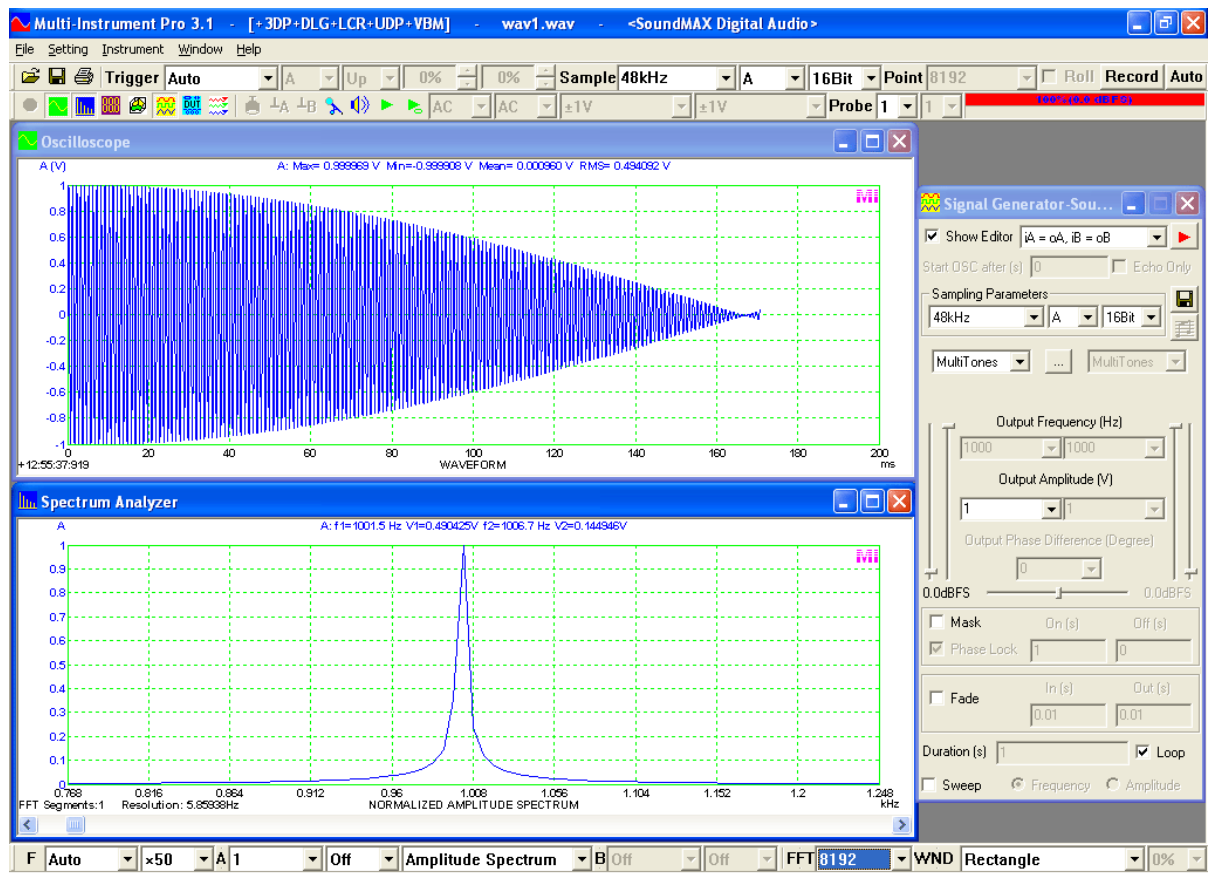 Multi-Instrument Pro 3.1 - [+3DP+DLG+LCR+UDP+VBM] - wav1.wav - <SoundMAX Digital Audio>
File Setting Instrument Window Help
Trigger Auto A Up 0% 0% Sample 48kHz A 16Bit Point 8192 Roll Record Auto
A B AC AC ±1V ±1V Probe 1 1 100%(0.0 dBFS)
Oscilloscope
A (V) A: Max= 0.999969 V Min=-0.999908 V Mean= 0.000960 V RMS= 0.494092 V
MI
1
0.8
0.6
0.4
0.2
0
-0.2
-0.4
-0.6
-0.8
-1
0 20 40 60 80 100 120 140 160 180 200
+12:55:37:919 WAVEFORM ms
Spectrum Analyzer
A A: f1=1001.5 Hz V1=0.490425V f2=1006.7 Hz V2=0.144946V
MI
1
0.9
0.8
0.7
0.6
0.5
0.4
0.3
0.2
0.1
0
0.768 0.816 0.864 0.912 0.96 1.008 1.056 1.104 1.152 1.2 1.248
FFT Segments:1 Resolution: 5.85938Hz NORMALIZED AMPLITUDE SPECTRUM kHz
Signal Generator-Sou...
Show Editor iA = oA, iB = oB
Start OSC after (s) 0 Echo Only
Sampling Parameters
48kHz A 16Bit
MultiTones ... MultiTones
Output Frequency (Hz)
1000 1000
Output Amplitude (V)
1 1
Output Phase Difference (Degree)
0
0.0dBFS 0.0dBFS
Mask On (s) Off (s)
Phase Lock 1 0
In (s) Out (s)
Fade
0.01 0.01
Duration (s) 1 Loop
Sweep Frequency Amplitude
F Auto ×50 A 1 Off Amplitude Spectrum B Off Off FFT 8192 WND Rectangle 0%